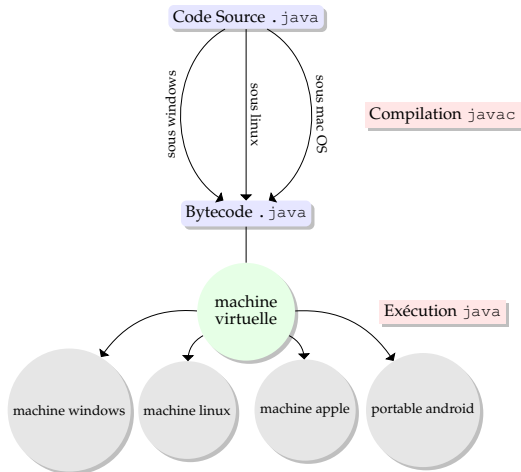 Code Source .java
sous windows
sous linux
sous mac OS
Compilation javac
Bytecode .java
machine
virtuelle
Exécution java
machine windows
machine linux
machine apple
portable android